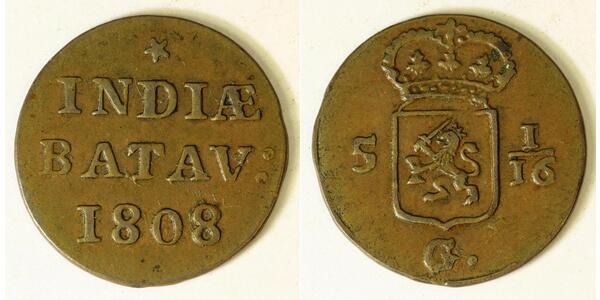 INDIÆ
BATAV:
1808
5 1/16
G.